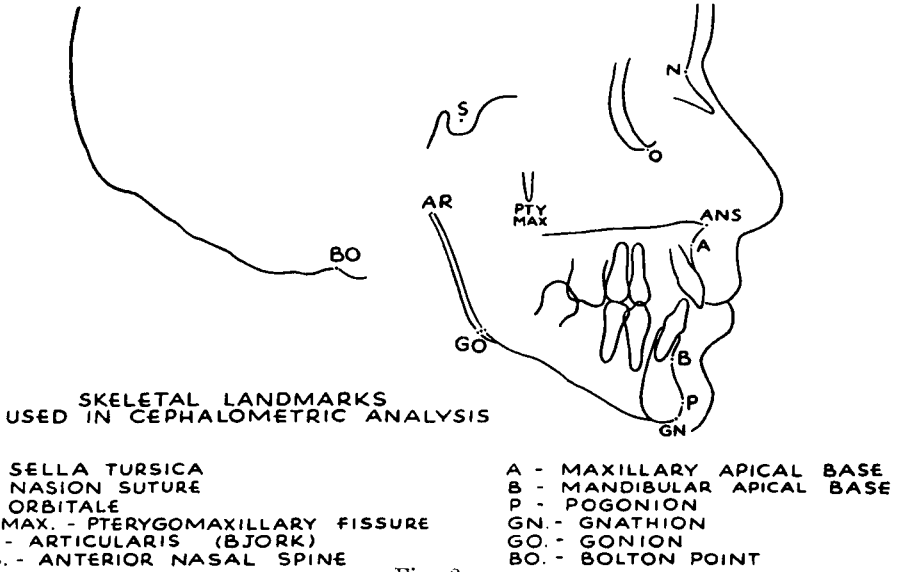 N
S
O
AR
PTY
MAX
ANS
A
BO
GO
B
P
GN
SKELETAL LANDMARKS
USED IN CEPHALOMETRIC ANALYSIS
SELLA TURSICA
NASION SUTURE
ORBITALE
MAX. - PTERYGOMAXILLARY FISSURE
- ARTICULARIS (BJORK)
. - ANTERIOR NASAL SPINE
A - MAXILLARY APICAL BASE
B - MANDIBULAR APICAL BASE
P - POGONION
GN. - GNATHION
GO. - GONION
BO. - BOLTON POINT